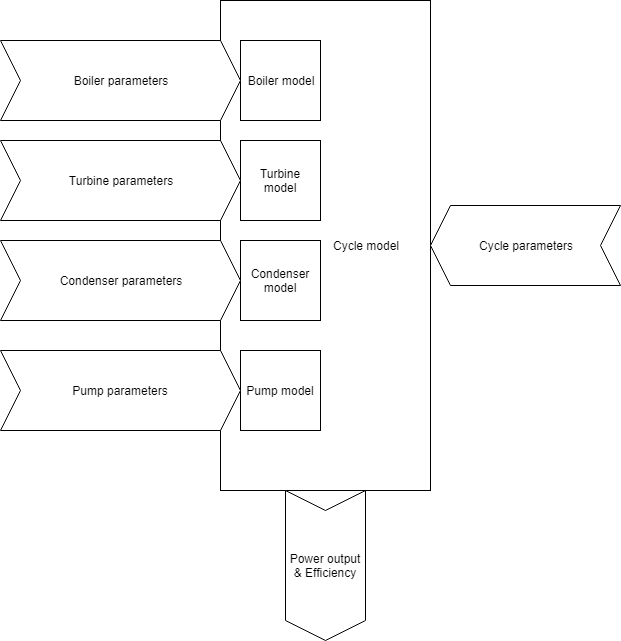 Boiler parameters
Boiler model
Turbine parameters
Turbine
model
Cycle model
Cycle parameters
Condenser parameters
Condenser
model
Pump parameters
Pump model
Power output
& Efficiency